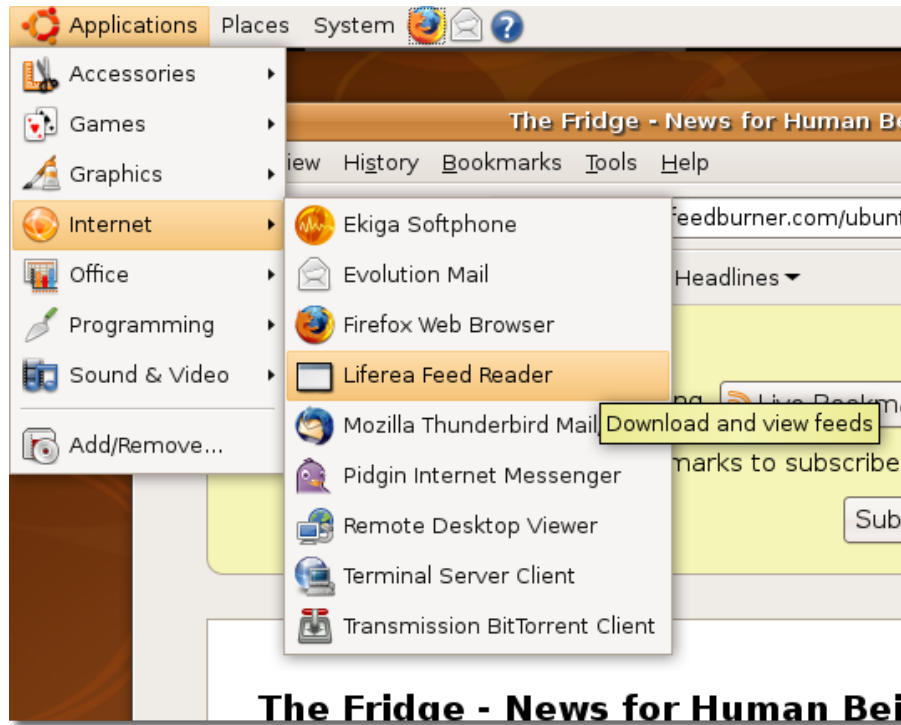 Applications Places System
Accessories
Games
Graphics
Internet
Office
Programming
Sound & Video
Add/Remove...
Ekiga Softphone
Evolution Mail
Firefox Web Browser
Liferea Feed Reader
Mozilla Thunderbird Mail
Pidgin Internet Messenger
Remote Desktop Viewer
Terminal Server Client
Transmission BitTorrent Client
Download and view feeds
The Fridge - News for Human Be
iew History Bookmarks Tools Help
feedburner.com/ubunt
Headlines
marks to subscribe
Sub
The Fridge - News for Human Bei